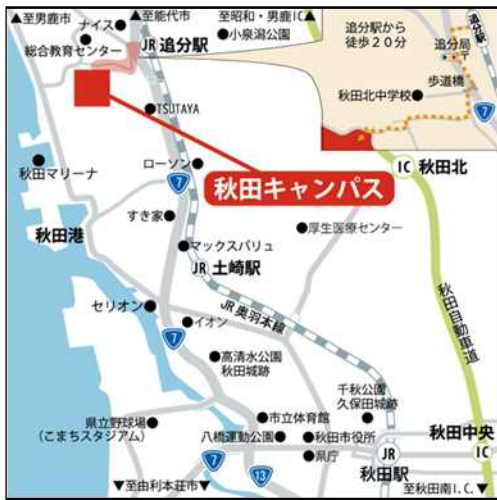 ▲至男鹿市
▲至能代市
至昭和・男鹿IC▲
ナイス
JR 追分駅
小泉潟公園
総合教育センター
追分駅から
徒歩20分
追分駅
追分局
歩道橋
秋田北中学校
7
TSUTAYA
秋田マリーナ
ローソン
IC 秋田北
7
秋田キャンパス
すき家
厚生医療センター
秋田港
マックスバリュ
JR 土崎駅
秋田自動車道
セリオン
イオン
JR 奥羽本線
7
高清水公園
秋田城跡
千秋公園
久保田城跡
県立野球場
(こまちスタジアム)
市立体育館
八橋運動公園
秋田市役所
県庁
秋田中央
IC
JR
秋田駅
7
13
▼至由利本荘市▼
至秋田南I.C.▼